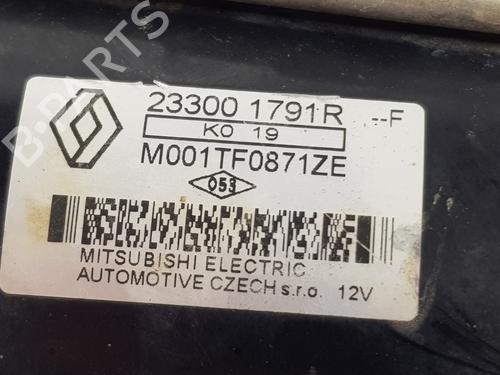 23300 1791R --F
K0 19
M001TF0871ZE
053
MITSUBISHI ELECTRIC
AUTOMOTIVE CZECH s.r.o. 12V
B-PARTS